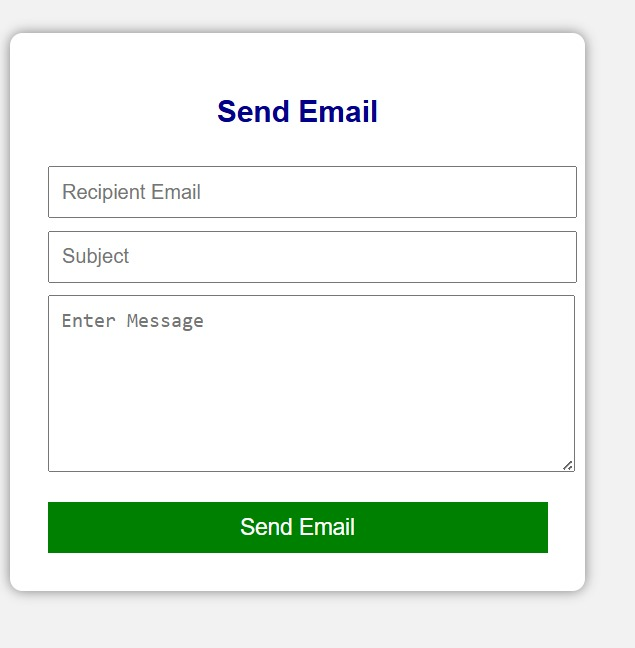 Send Email
Recipient Email
Subject
Enter Message
Send Email